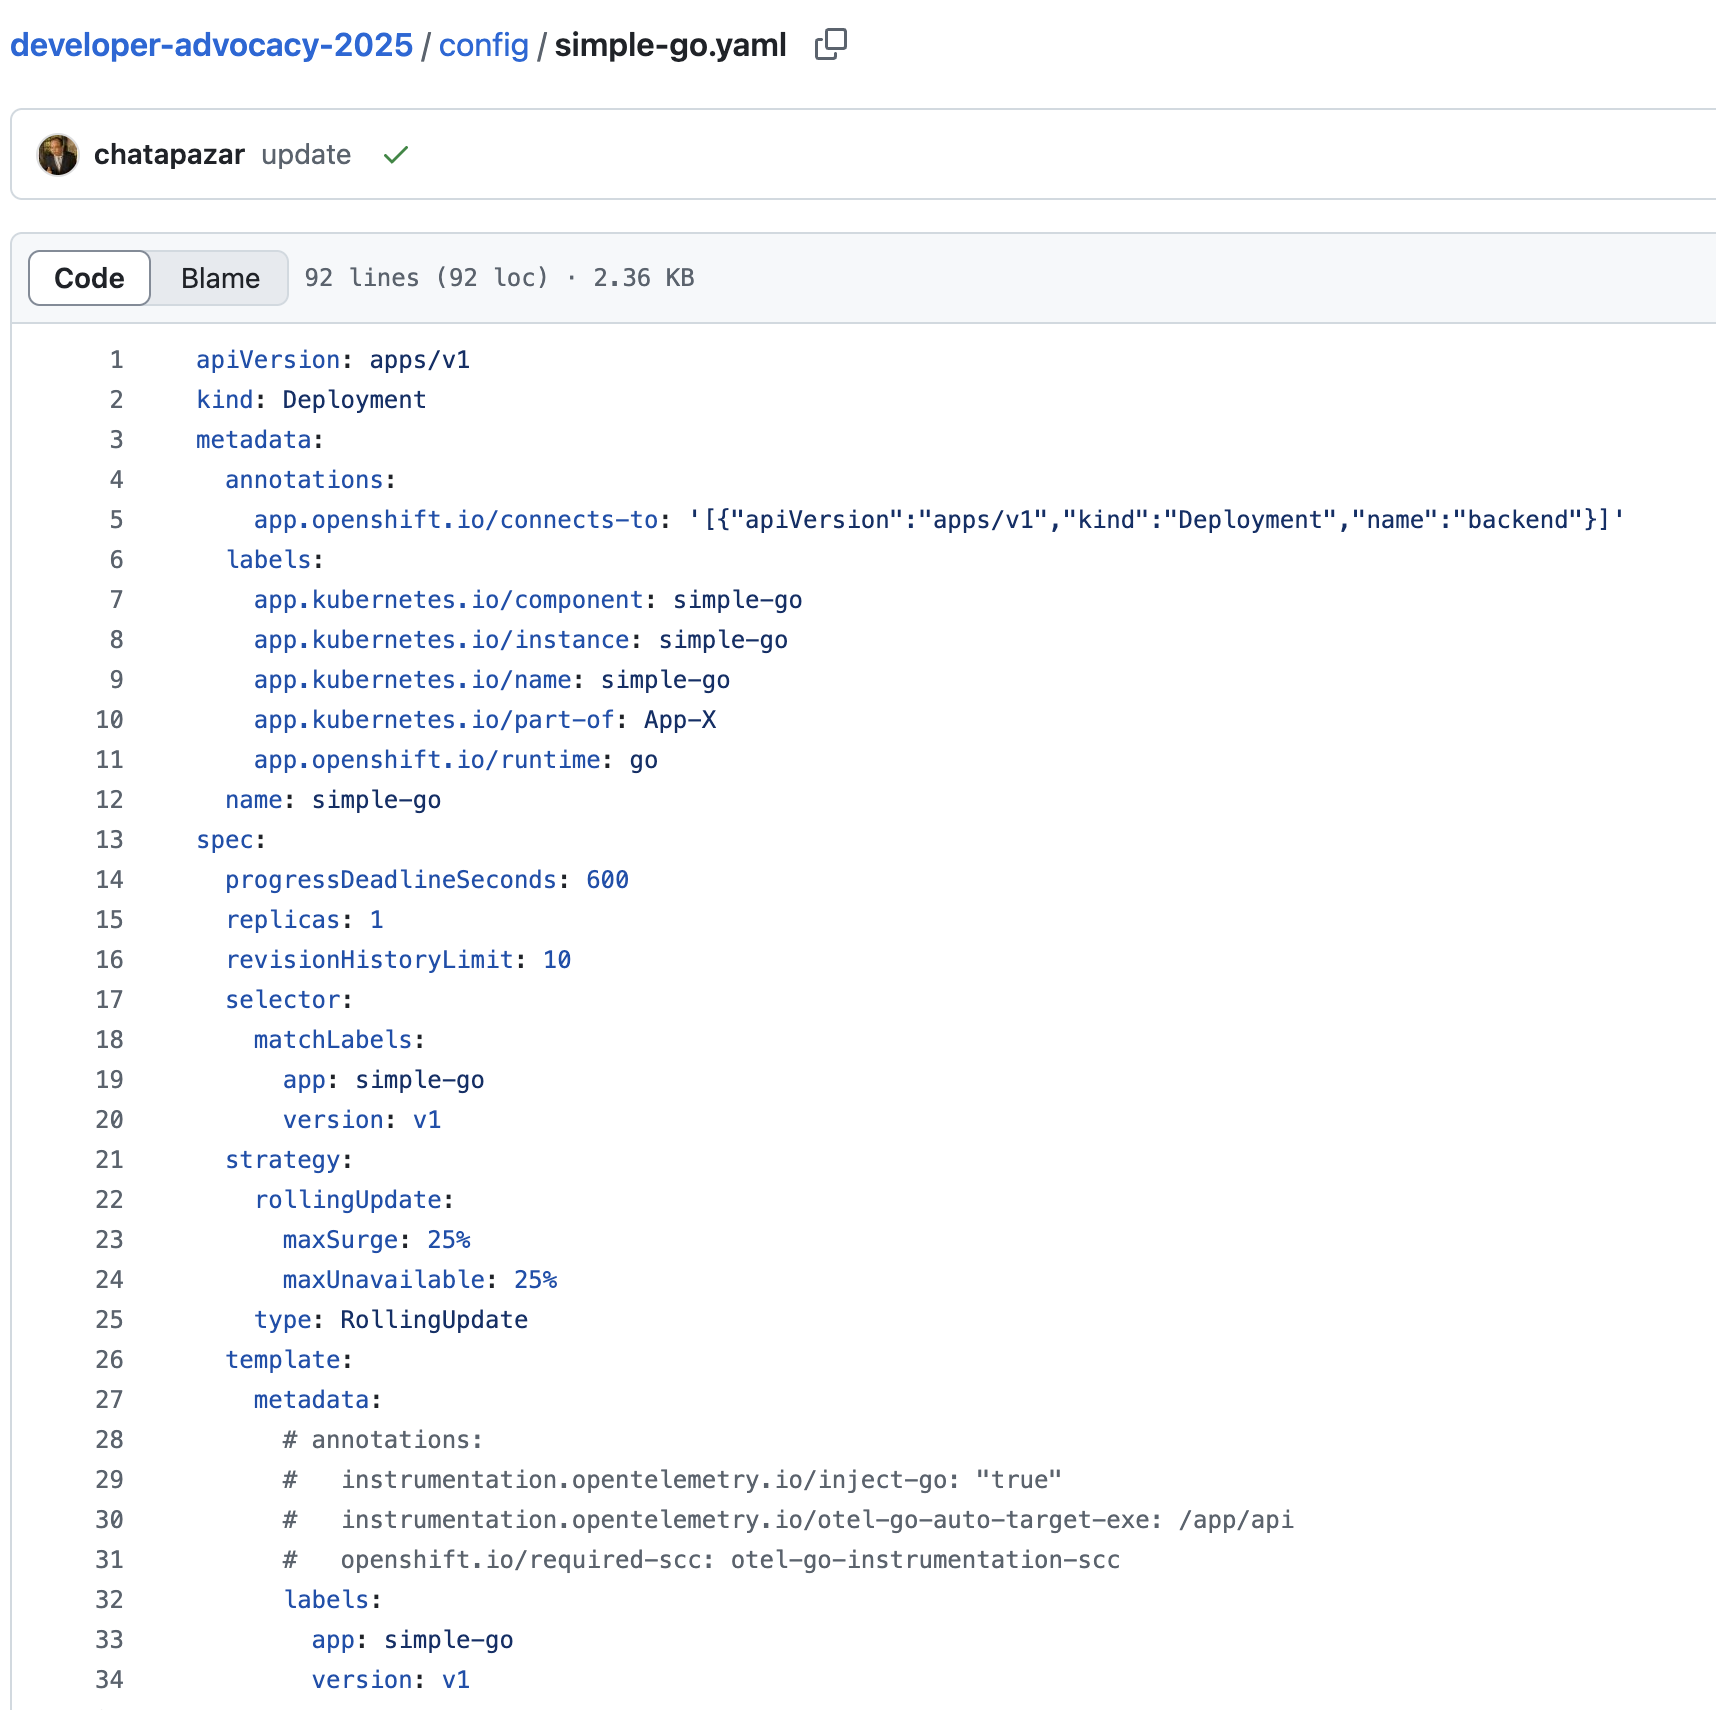 developer-advocacy-2025 / config / simple-go.yaml
chatapazar update
Code Blame 92 lines (92 loc) · 2.36 KB
1 apiVersion: apps/v1
2 kind: Deployment
3 metadata:
4   annotations:
5     app.openshift.io/connects-to: '[{"apiVersion":"apps/v1","kind":"Deployment","name":"backend"}]'
6   labels:
7     app.kubernetes.io/component: simple-go
8     app.kubernetes.io/instance: simple-go
9     app.kubernetes.io/name: simple-go
10     app.kubernetes.io/part-of: App-X
11     app.openshift.io/runtime: go
12   name: simple-go
13 spec:
14   progressDeadlineSeconds: 600
15   replicas: 1
16   revisionHistoryLimit: 10
17   selector:
18     matchLabels:
19       app: simple-go
20       version: v1
21   strategy:
22     rollingUpdate:
23       maxSurge: 25%
24       maxUnavailable: 25%
25     type: RollingUpdate
26   template:
27     metadata:
28       # annotations:
29       #   instrumentation.opentelemetry.io/inject-go: "true"
30       #   instrumentation.opentelemetry.io/otel-go-auto-target-exe: /app/api
31       #   openshift.io/required-scc: otel-go-instrumentation-scc
32       labels:
33         app: simple-go
34         version: v1